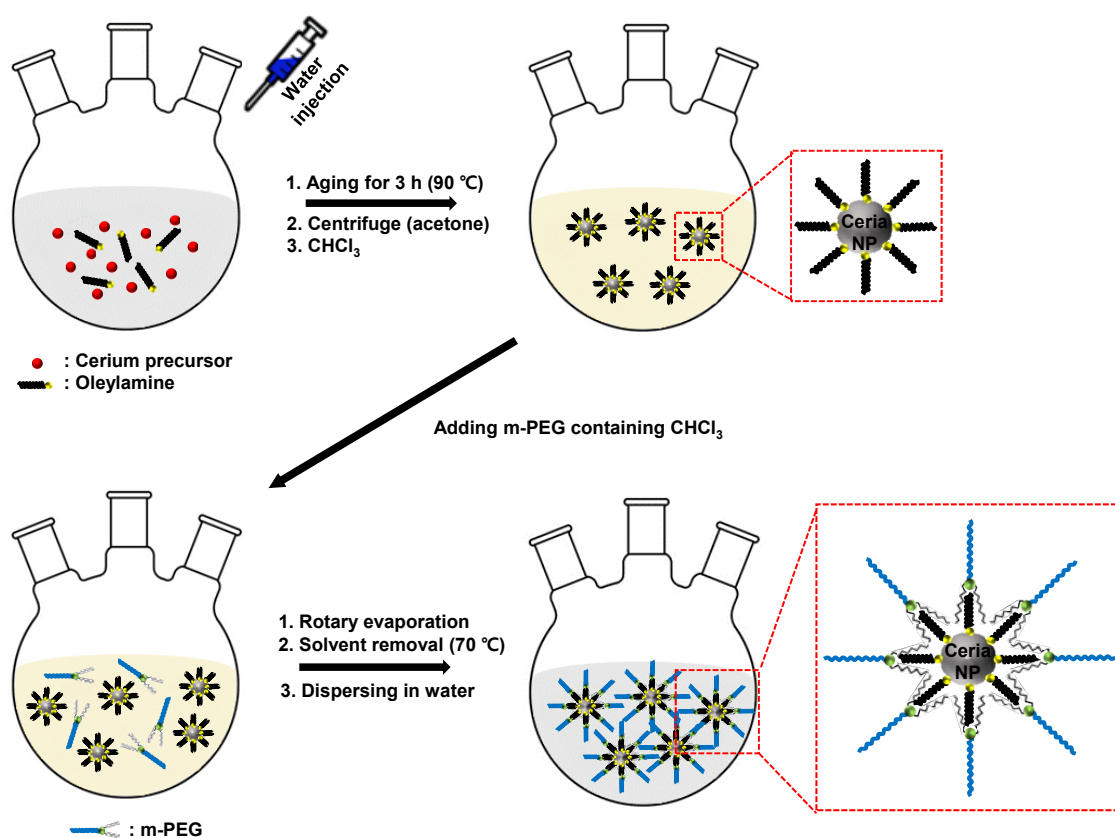 Water
injection
1. Aging for 3 h (90 ℃)
2. Centrifuge (acetone)
3. CHCl₃
Ceria
NP
: Cerium precursor
: Oleylamine
Adding m-PEG containing CHCl₃
1. Rotary evaporation
2. Solvent removal (70 ℃)
3. Dispersing in water
Ceria
NP
: m-PEG